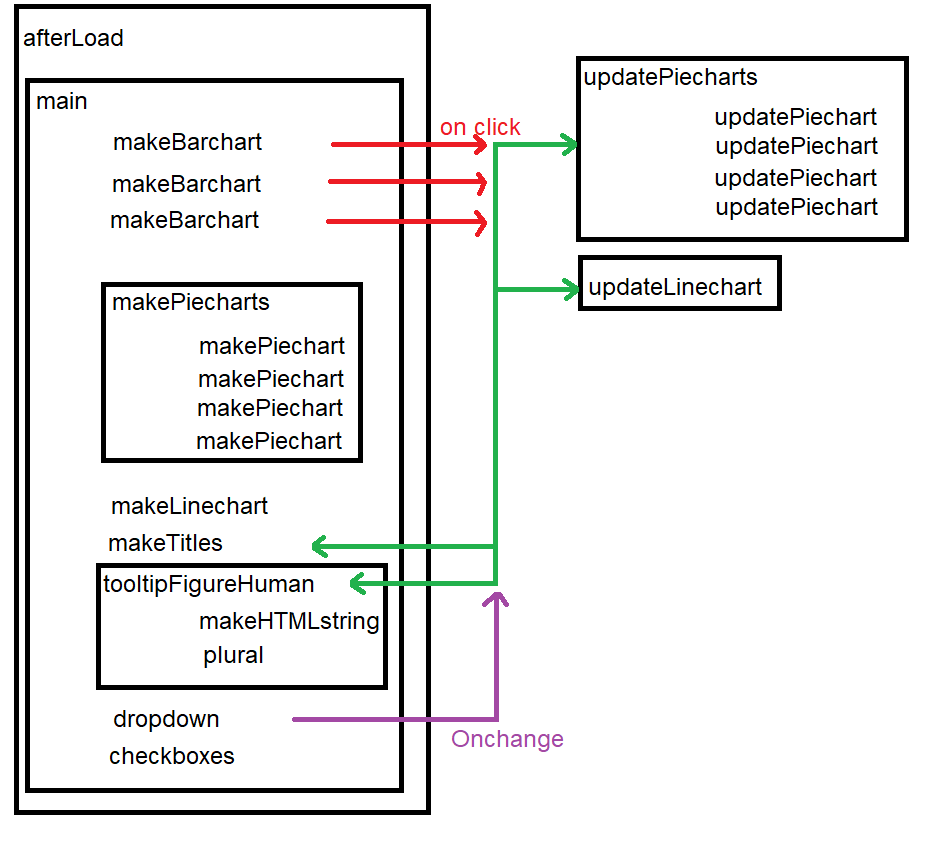 afterLoad
main
makeBarchart
makeBarchart
makeBarchart
on click
updatePiecharts
updatePiechart
updatePiechart
updatePiechart
updatePiechart
updateLinechart
makePiecharts
makePiechart
makePiechart
makePiechart
makePiechart
makeLinechart
makeTitles
tooltipFigureHuman
makeHTMLstring
plural
dropdown
Onchange
checkboxes